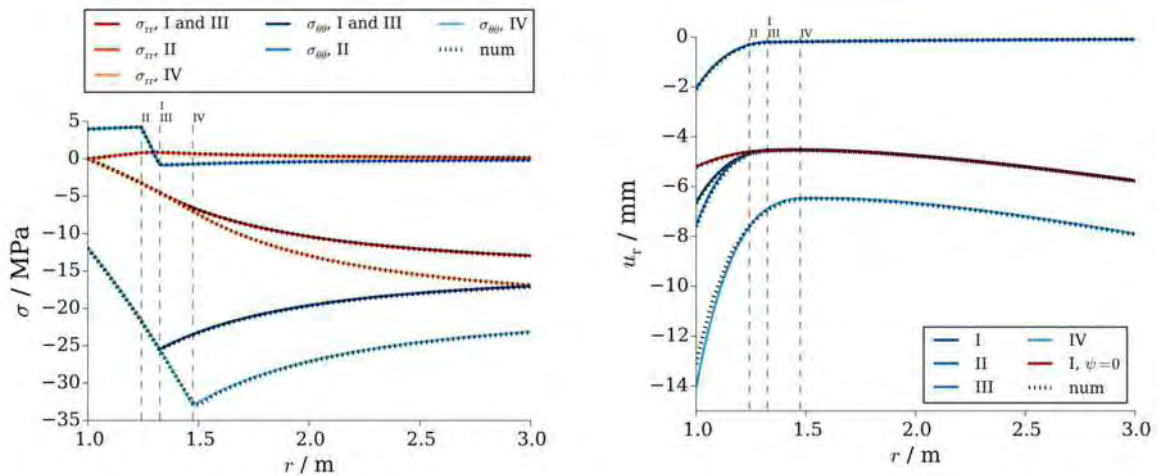 σrr, I and III
σθθ, I and III
σθθ, IV
σrr, II
σθθ, II
num
σrr, IV
I
II
III
IV
5
0
−5
−10
−15
−20
−25
−30
−35
σ / MPa
1.0
1.5
2.0
2.5
3.0
r / m
I
II
III
IV
0
−2
−4
−6
−8
−10
−12
−14
ur / mm
I
IV
II
I, ψ=0
III
num
1.0
1.5
2.0
2.5
3.0
r / m